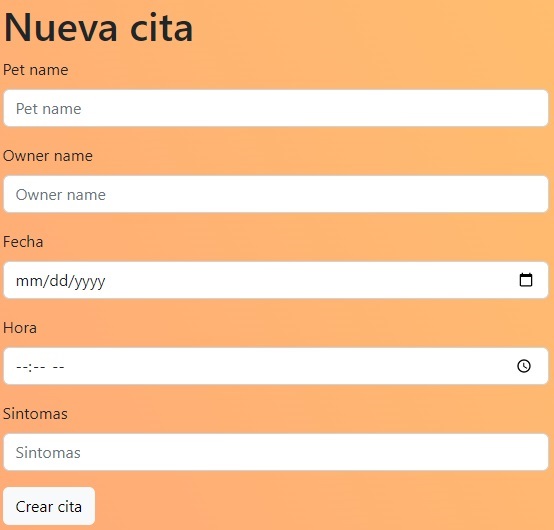 Nueva cita
Pet name
Pet name
Owner name
Owner name
Fecha
mm/dd/yyyy
Hora
--:-- --
Sintomas
Sintomas
Crear cita